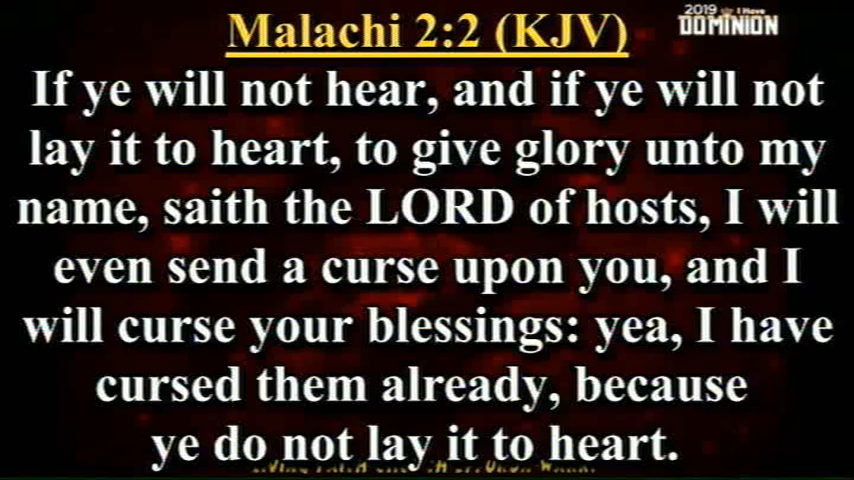 Malachi 2:2 (KJV)
2019 I Have
DOMINION
If ye will not hear, and if ye will not
lay it to heart, to give glory unto my
name, saith the LORD of hosts, I will
even send a curse upon you, and I
will curse your blessings: yea, I have
cursed them already, because
ye do not lay it to heart.